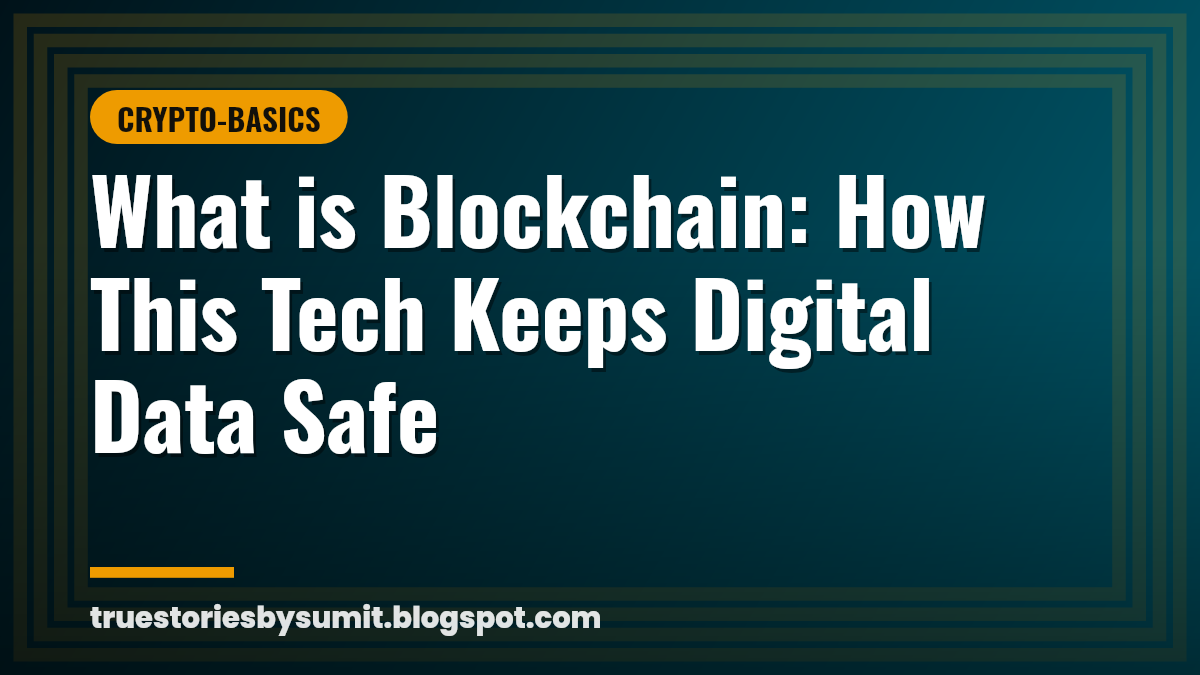 CRYPTO-BASICS
What is Blockchain: How
This Tech Keeps Digital
Data Safe
truestoriesbysumit.blogspot.com